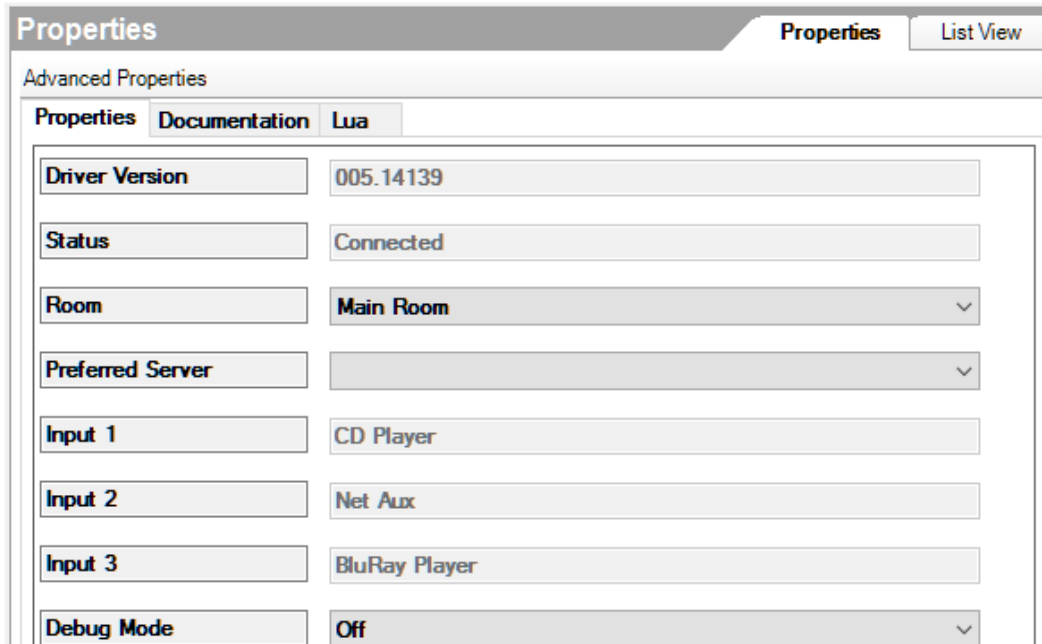 Properties
Properties List View
Advanced Properties
Properties Documentation Lua
Driver Version 005.14139
Status Connected
Room Main Room
Preferred Server
Input 1 CD Player
Input 2 Net Aux
Input 3 BluRay Player
Debug Mode Off